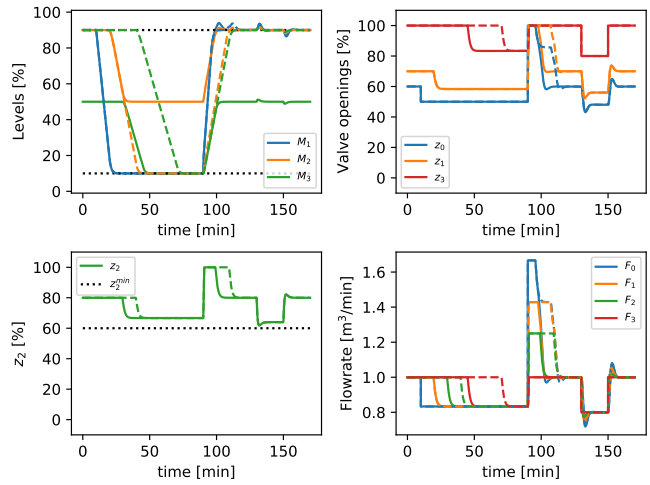 100
80
60
40
20
0
Levels [%]
M1
M2
M3
0
50
100
150
time [min]
100
80
60
40
20
0
Valve openings [%]
z0
z1
z3
0
50
100
150
time [min]
100
80
60
40
20
0
z2 [%]
z2
z2^min
0
50
100
150
time [min]
1.6
1.4
1.2
1.0
0.8
Flowrate [m³/min]
F0
F1
F2
F3
0
50
100
150
time [min]